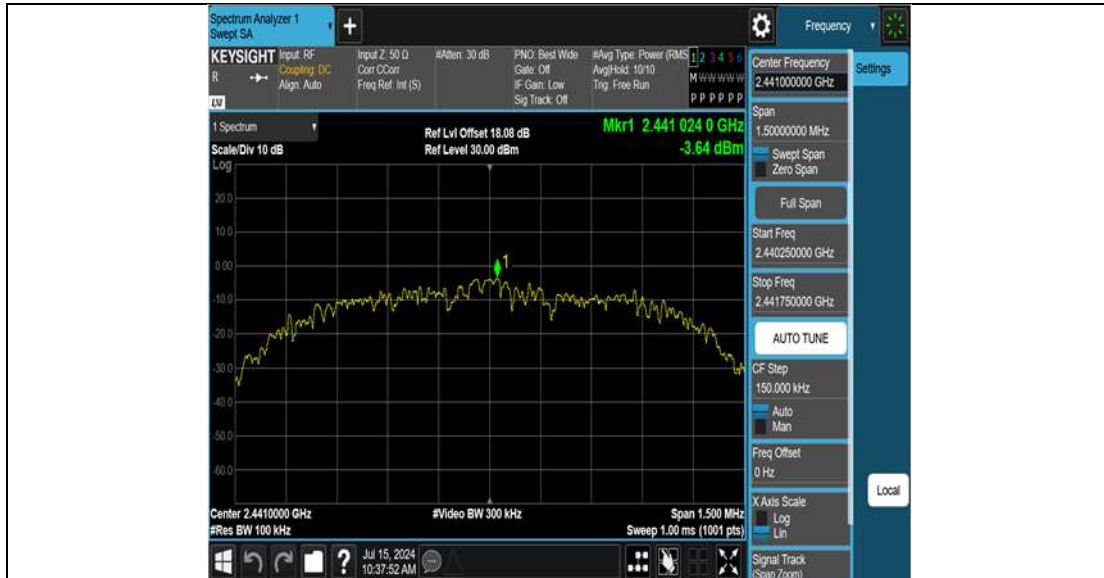 Spectrum Analyzer 1
Swept SA
+
Frequency
KEYSIGHT
R
LXI
Input: RF
Coupling: DC
Align: Auto
Input Z: 50 Ω
Corr CCorr
Freq Ref: Int (S)
#Atten: 30 dB
PNO: Best Wide
Gate: Off
IF Gain: Low
Sig Track: Off
#Avg Type: Power (RMS
Avg|Hold: 10/10
Trig: Free Run
1 2 3 4 5 6
M W W W W W
P P P P P P
1 Spectrum
Scale/Div 10 dB
Ref Lvl Offset 18.08 dB
Ref Level 30.00 dBm
Mkr1 2.441 024 0 GHz
-3.64 dBm
Log
20.0
10.0
0.00
-10.0
-20.0
-30.0
-40.0
-50.0
-60.0
1
Center 2.4410000 GHz
#Res BW 100 kHz
#Video BW 300 kHz
Span 1.500 MHz
Sweep 1.00 ms (1001 pts)
?
Jul 15, 2024
10:37:52 AM
Center Frequency
2.441000000 GHz
Span
1.50000000 MHz
Swept Span
Zero Span
Full Span
Start Freq
2.440250000 GHz
Stop Freq
2.441750000 GHz
AUTO TUNE
CF Step
150.000 kHz
Auto
Man
Freq Offset
0 Hz
X Axis Scale
Log
Lin
Signal Track
(Span Zoom)
Settings
Local